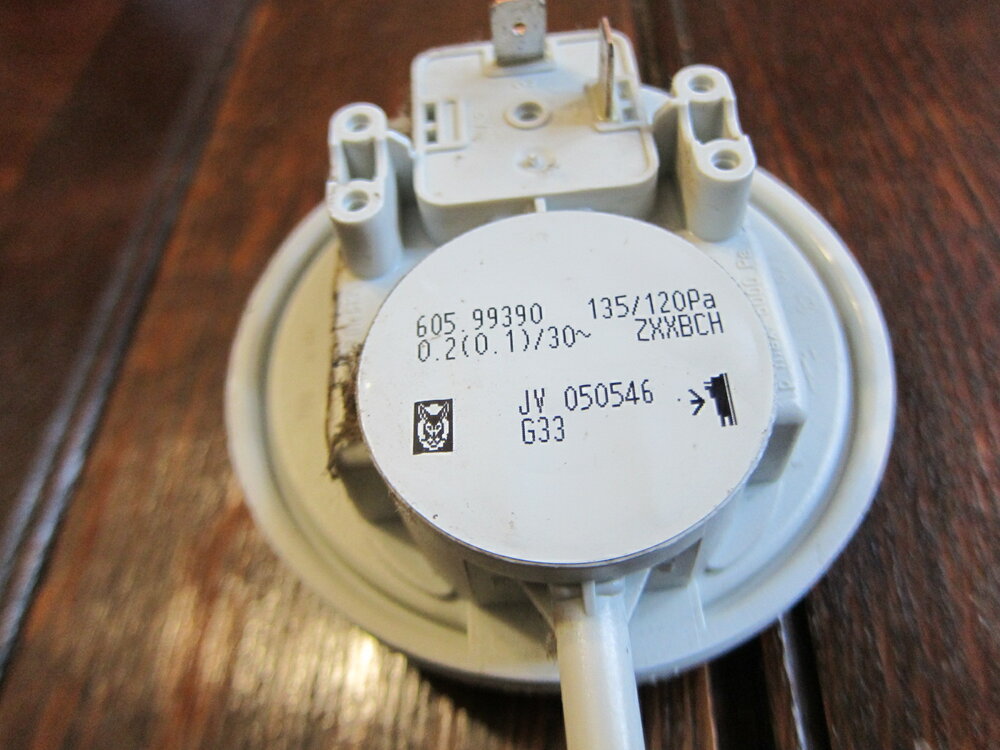 605.99390 135/120Pa
0.2(0.1)/30~ ZXXBCH
JV 050546
G33